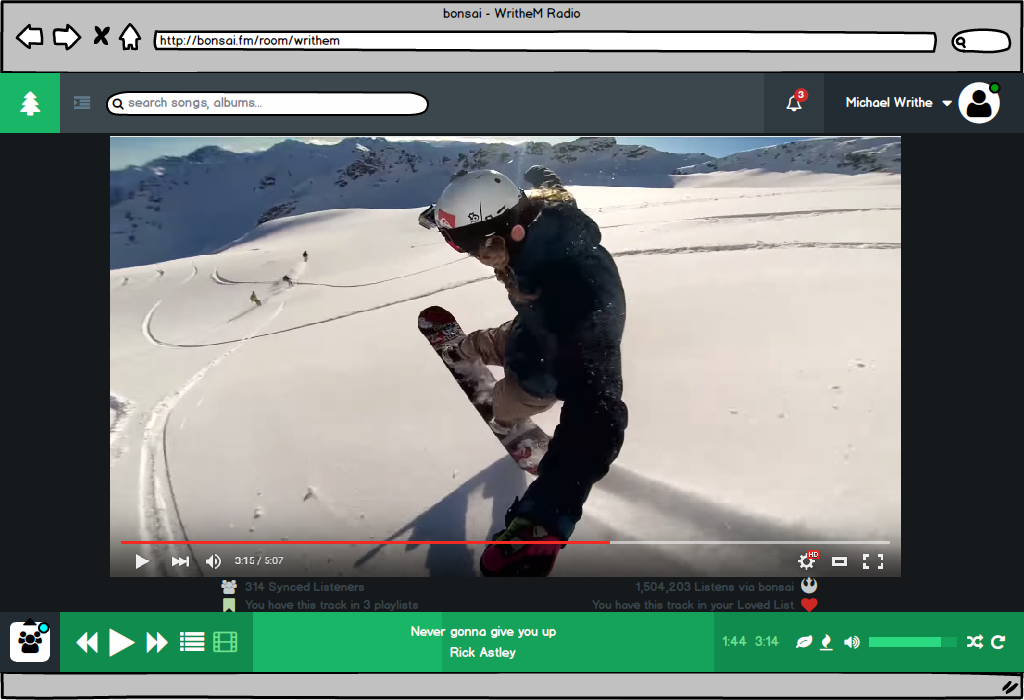 bonsai - WritheM Radio
http://bonsai.fm/room/writhem
search songs, albums...
3
Michael Writhe
3:15 / 5:07
HD
314 Synced Listeners
1,504,203 Listens via bonsai
You have this track in 3 playlists
You have this track in your Loved List
Never gonna give you up
Rick Astley
1:44 3:14